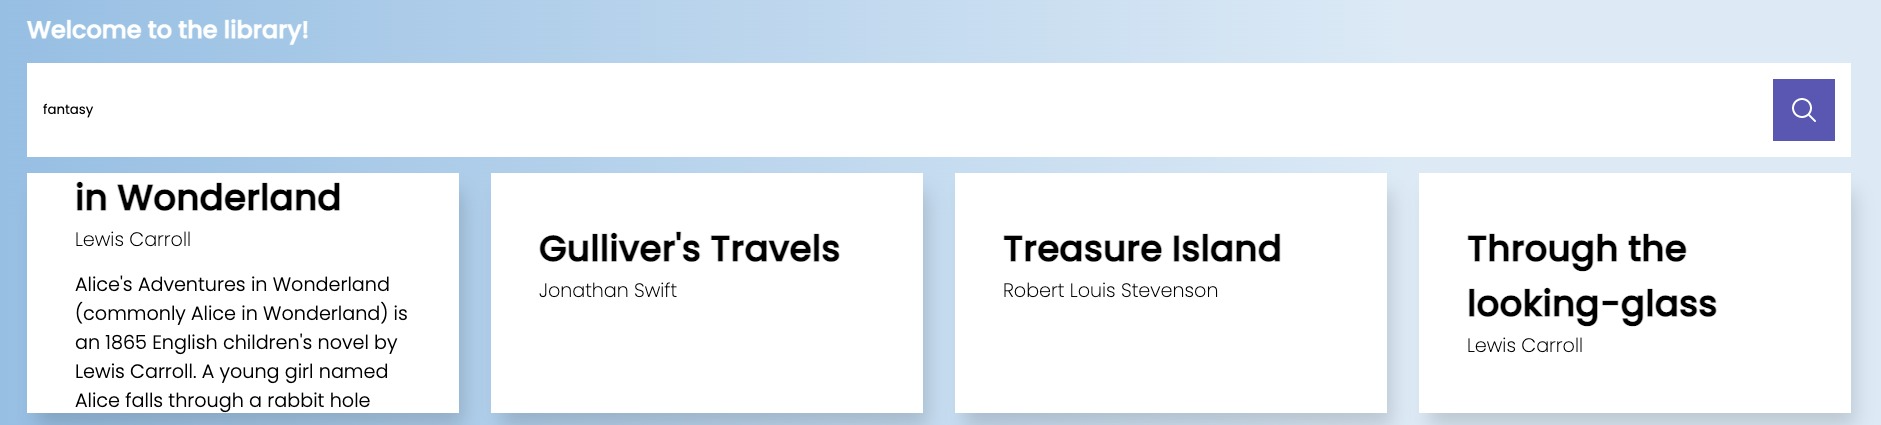 Welcome to the library!
fantasy
in Wonderland
Lewis Carroll
Alice's Adventures in Wonderland
(commonly Alice in Wonderland) is
an 1865 English children's novel by
Lewis Carroll. A young girl named
Alice falls through a rabbit hole
Gulliver's Travels
Jonathan Swift
Treasure Island
Robert Louis Stevenson
Through the
looking-glass
Lewis Carroll